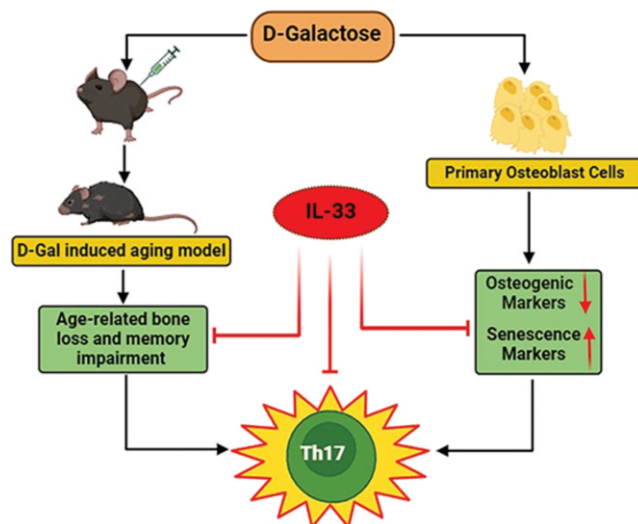 D-Galactose
Primary Osteoblast Cells
IL-33
D-Gal induced aging model
Age-related bone
loss and memory
impairment
Osteogenic
Markers
Senescence
Markers
Th17